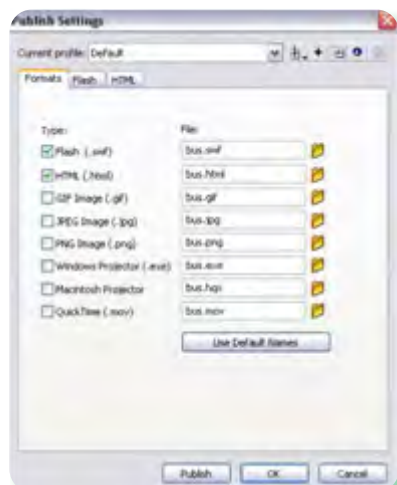 Publish Settings
Current profile: Default
Formats Flash HTML
Type: File:
Flash (.swf) bus.swf
HTML (.html) bus.html
GIF Image (.gif) bus.gif
JPEG Image (.jpg) bus.jpg
PNG Image (.png) bus.png
Windows Projector (.exe) bus.exe
Macintosh Projector bus.hqx
QuickTime (.mov) bus.mov
Use Default Names
Publish OK Cancel